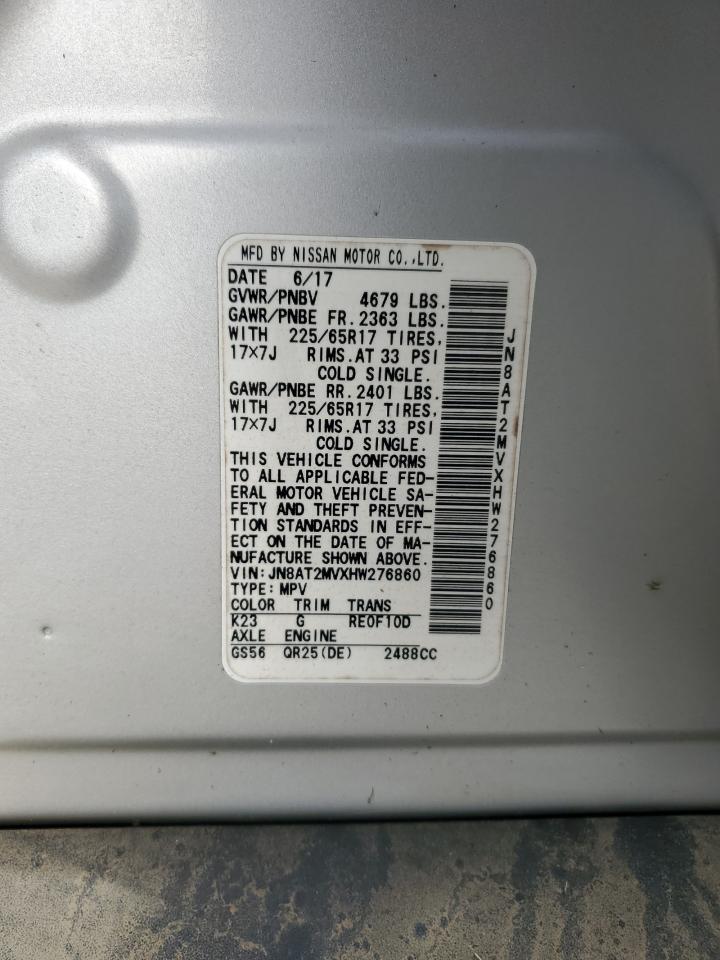 MFD BY NISSAN MOTOR CO.,LTD.
DATE 6/17
GVWR/PNBV 4679 LBS.
GAWR/PNBE FR. 2363 LBS.
WITH 225/65R17 TIRES,
17×7J RIMS. AT 33 PSI
COLD SINGLE.
GAWR/PNBE RR. 2401 LBS.
WITH 225/65R17 TIRES,
17×7J RIMS. AT 33 PSI
COLD SINGLE.
THIS VEHICLE CONFORMS
TO ALL APPLICABLE FED-
ERAL MOTOR VEHICLE SA-
FETY AND THEFT PREVEN-
TION STANDARDS IN EFF-
ECT ON THE DATE OF MA-
NUFACTURE SHOWN ABOVE.
VIN:JN8AT2MVXHW276860
TYPE:MPV
COLOR TRIM TRANS
K23 G RE0F10D
AXLE ENGINE
GS56 QR25(DE) 2488CC
JN8AT2MVXHW276860